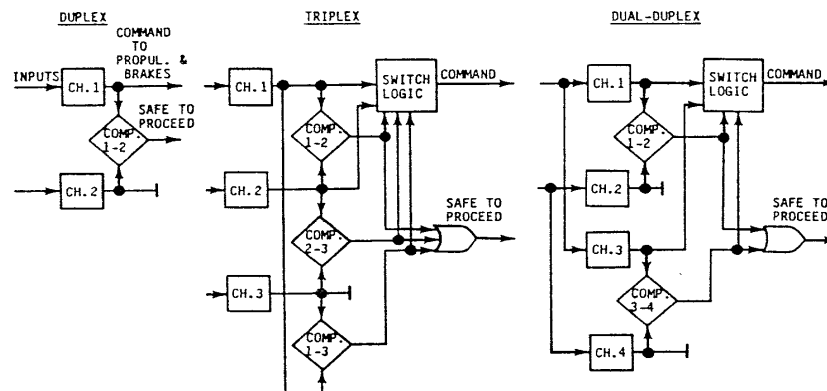 DUPLEX
COMMAND
TO
PROPUL. &
BRAKES
INPUTS
CH.1
SAFE TO
PROCEED
COMP.
1-2
CH.2
TRIPLEX
CH.1
SWITCH
LOGIC
COMMAND
COMP.
1-2
CH.2
SAFE TO
PROCEED
COMP.
2-3
CH.3
COMP.
1-3
DUAL-DUPLEX
CH.1
SWITCH
LOGIC
COMMAND
COMP.
1-2
CH.2
SAFE TO
PROCEED
CH.3
COMP.
3-4
CH.4